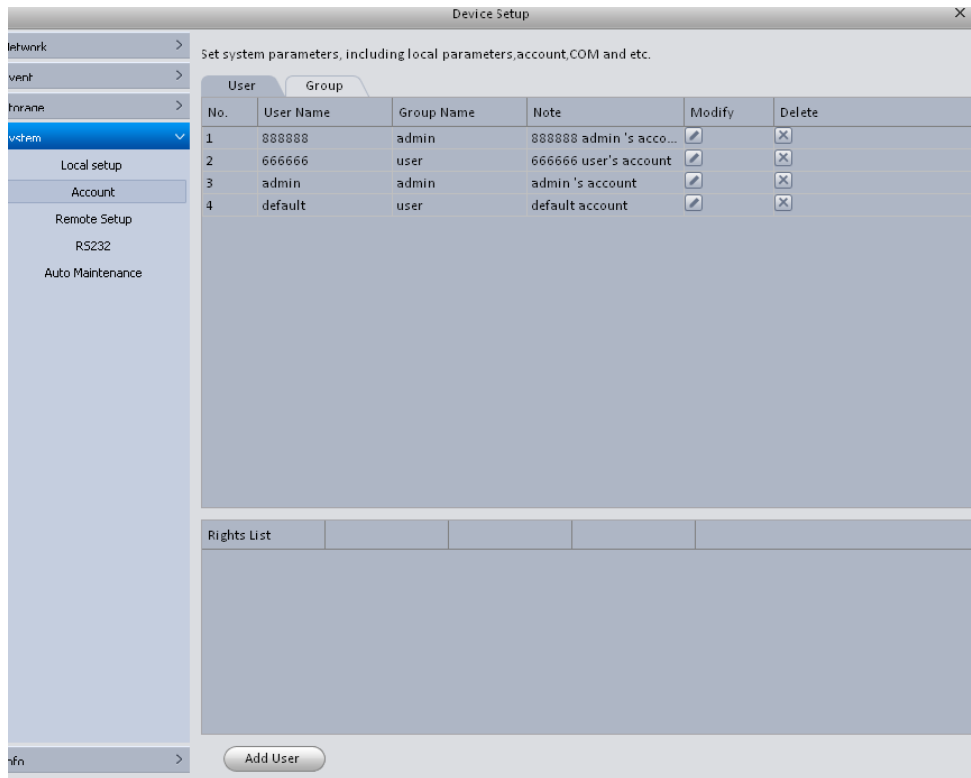 Device Setup
Set system parameters, including local parameters,account,COM and etc.
User Group
No. User Name Group Name Note Modify Delete
1 888888 admin 888888 admin 's acco...
2 666666 user 666666 user's account
3 admin admin admin 's account
4 default user default account
Local setup
Account
Remote Setup
RS232
Auto Maintenance
Rights List
Add User